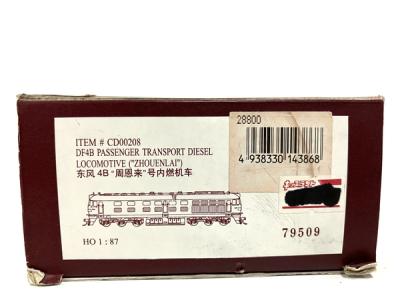 ITEM # CD00208
DF4B PASSENGER TRANSPORT DIESEL
LOCOMOTIVE ("ZHOUENLAI")
东风 4B “周恩来” 号内燃机车
HO 1 : 87
28800
4 938330 143868
79509